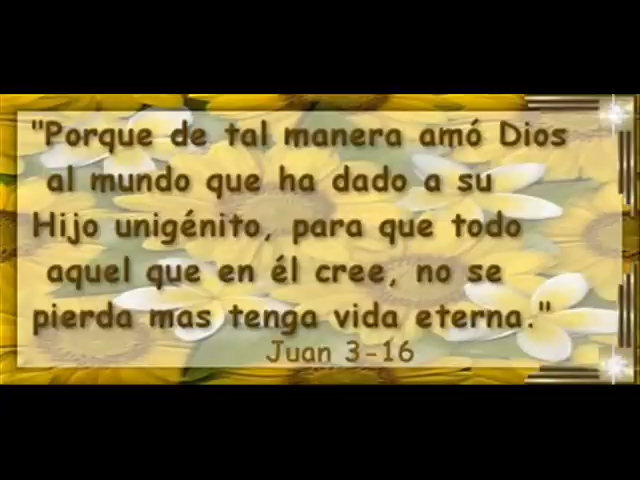 "Porque de tal manera amó Dios
al mundo que ha dado a su
Hijo unigénito, para que todo
aquel que en él cree, no se
pierda mas tenga vida eterna."
Juan 3-16